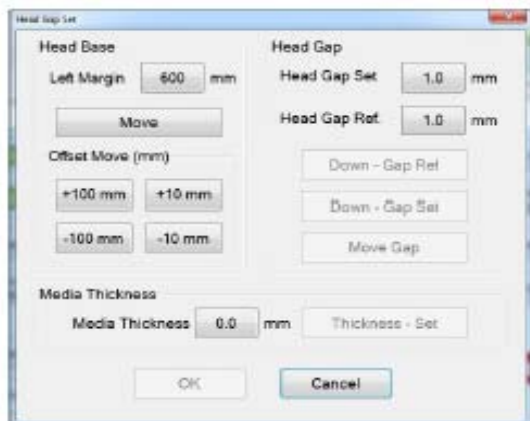 Head Gap Set
Head Base
Left Margin 600 mm
Move
Offset Move (mm)
+100 mm +10 mm
-100 mm -10 mm
Head Gap
Head Gap Set 1.0 mm
Head Gap Ref. 1.0 mm
Down - Gap Ref
Down - Gap Set
Move Gap
Media Thickness
Media Thickness 0.0 mm Thickness - Set
OK Cancel